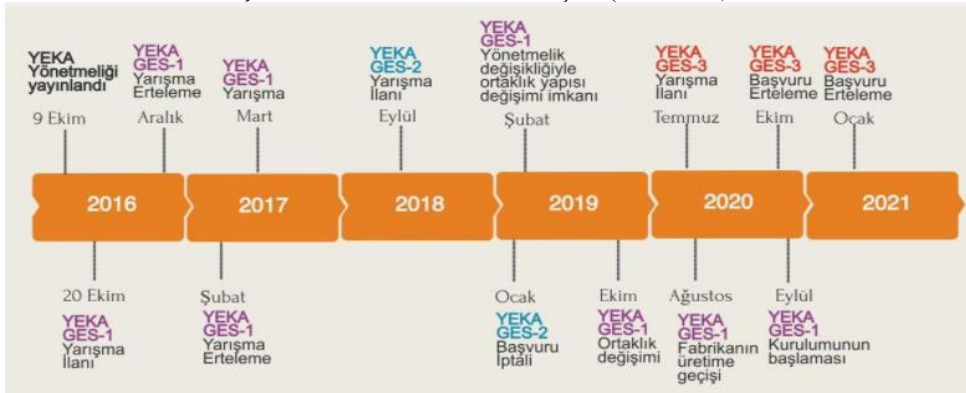 YEKA
Yönetmeliği
yayınlandı
9 Ekim
YEKA
GES-1
Yarışma
Erteleme
Aralık
YEKA
GES-1
Yarışma
Mart
YEKA
GES-2
Yarışma
İlanı
Eylül
YEKA
GES-1
Yönetmelik
değişikliğiyle
ortaklık yapısı
değişimi imkanı
Şubat
YEKA
GES-3
Yarışma
İlanı
Temmuz
YEKA
GES-3
Başvuru
Erteleme
Ekim
YEKA
GES-3
Başvuru
Erteleme
Oçak
2016
2017
2018
2019
2020
2021
20 Ekim
YEKA
GES-1
Yarışma
İlanı
Şubat
YEKA
GES-1
Yarışma
Erteleme
Ocak
YEKA
GES-2
Başvuru
İptali
Ekim
YEKA
GES-1
Ortaklık
değişimi
Ağustos
YEKA
GES-1
Fabrikanın
üretime
geçişi
Eylül
YEKA
GES-1
Kurulumunun
başlaması